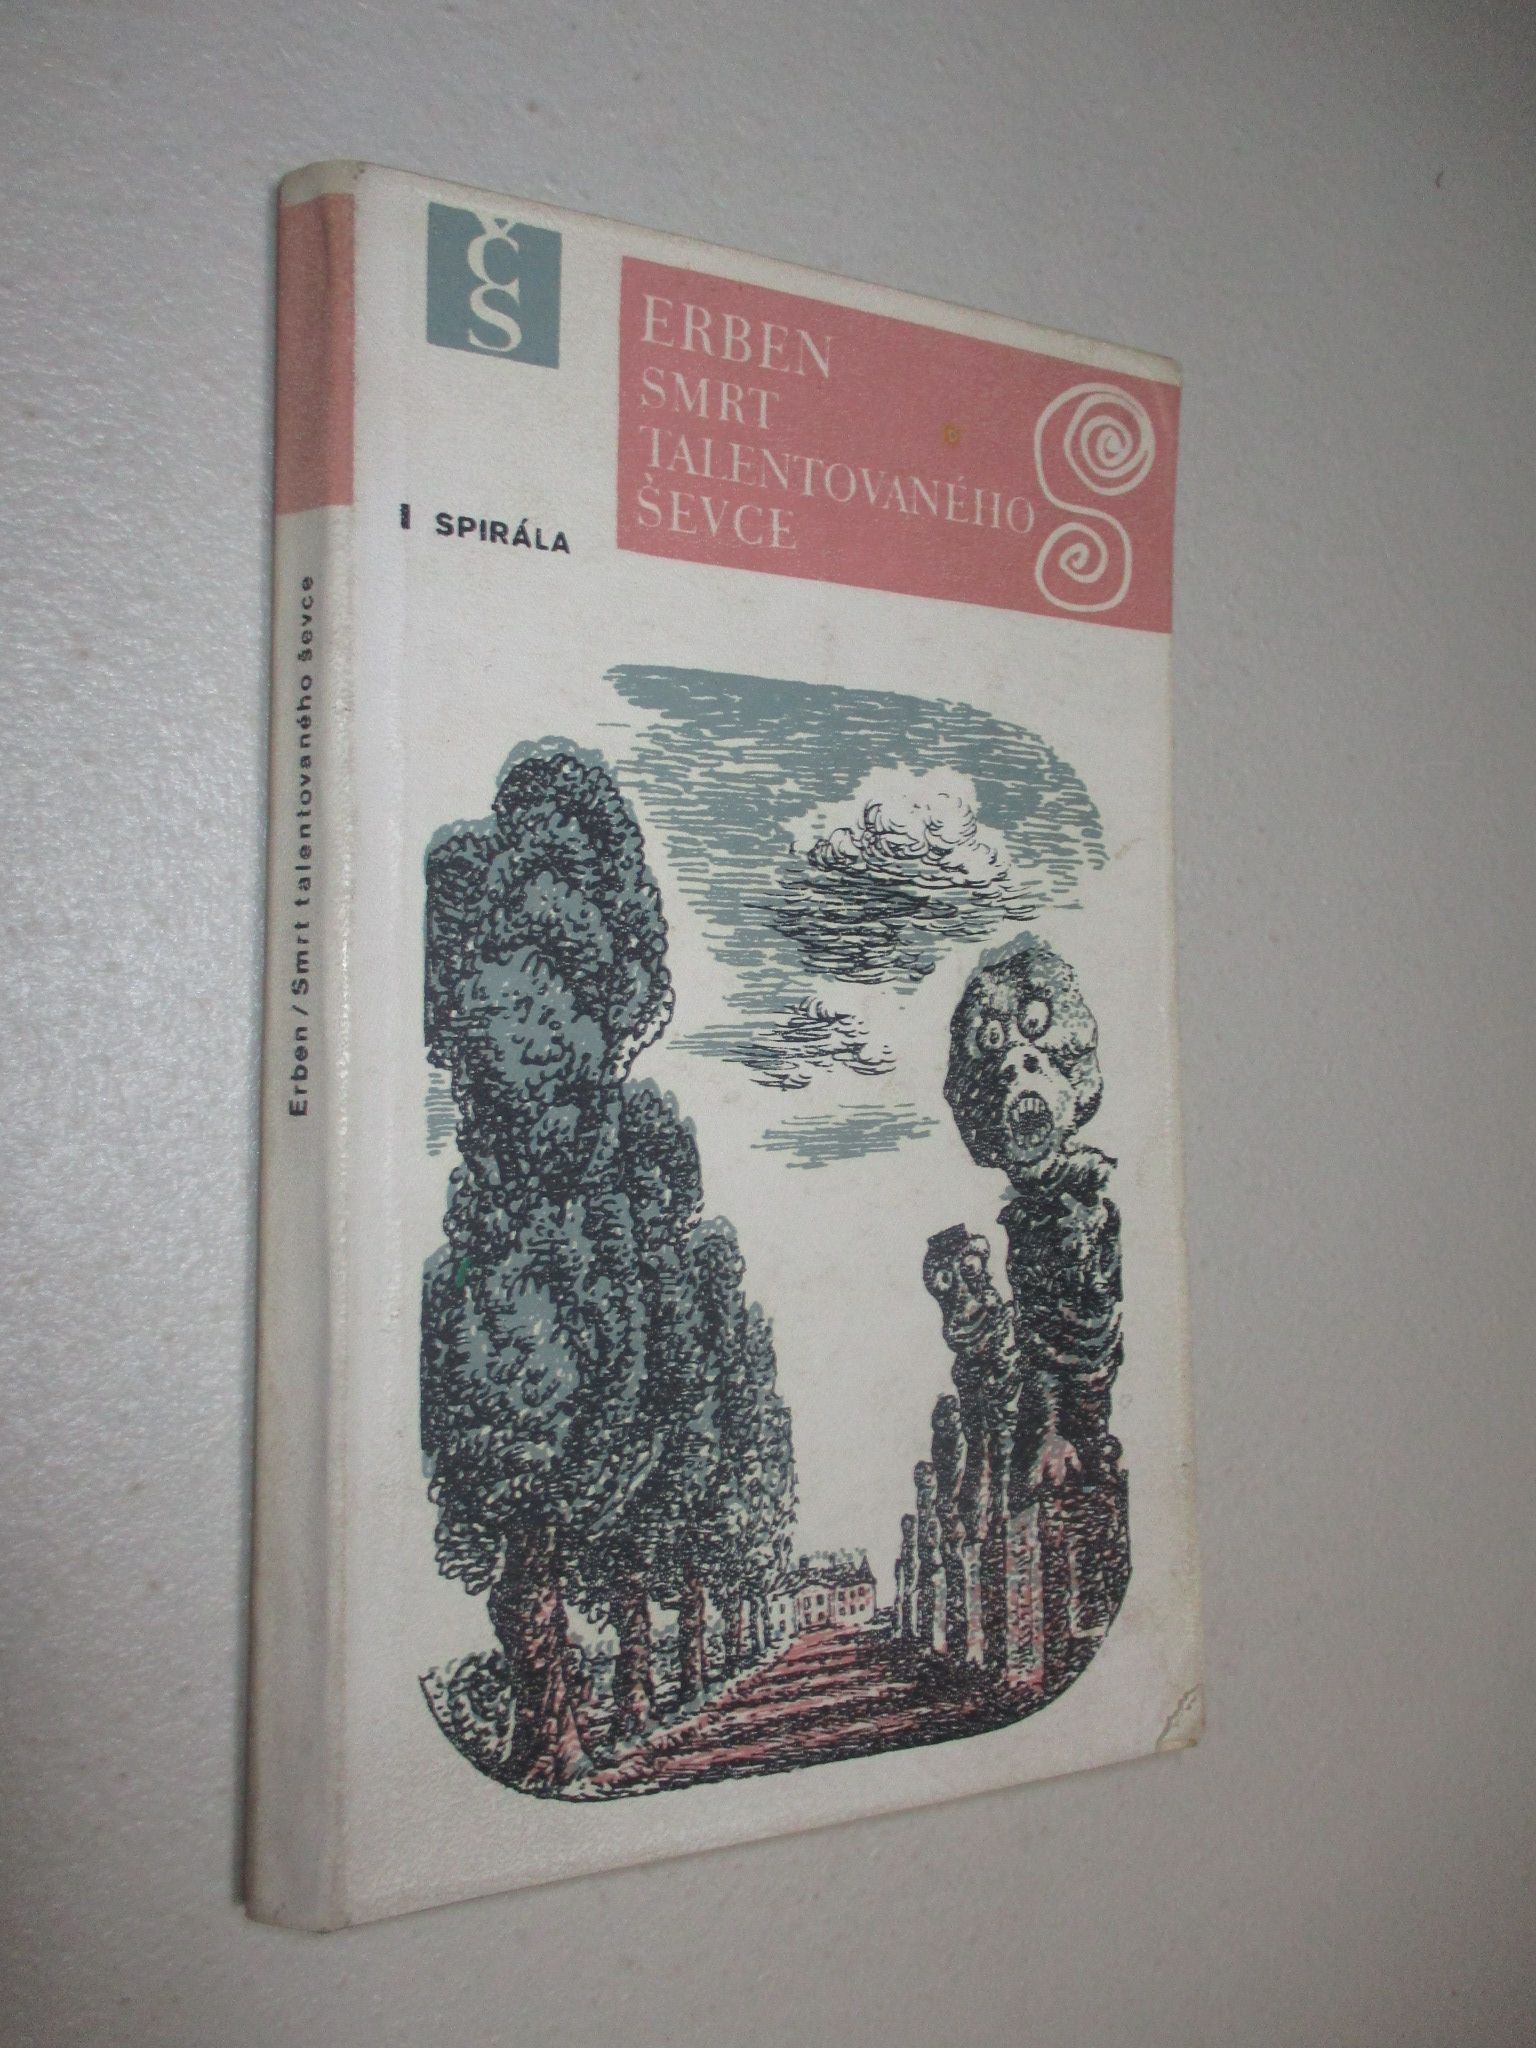 ČS
ERBEN
SMRT
TALENTOVANÉHO
ŠEVCE
SPIRÁLA
Erben / Smrt talentovaného ševce